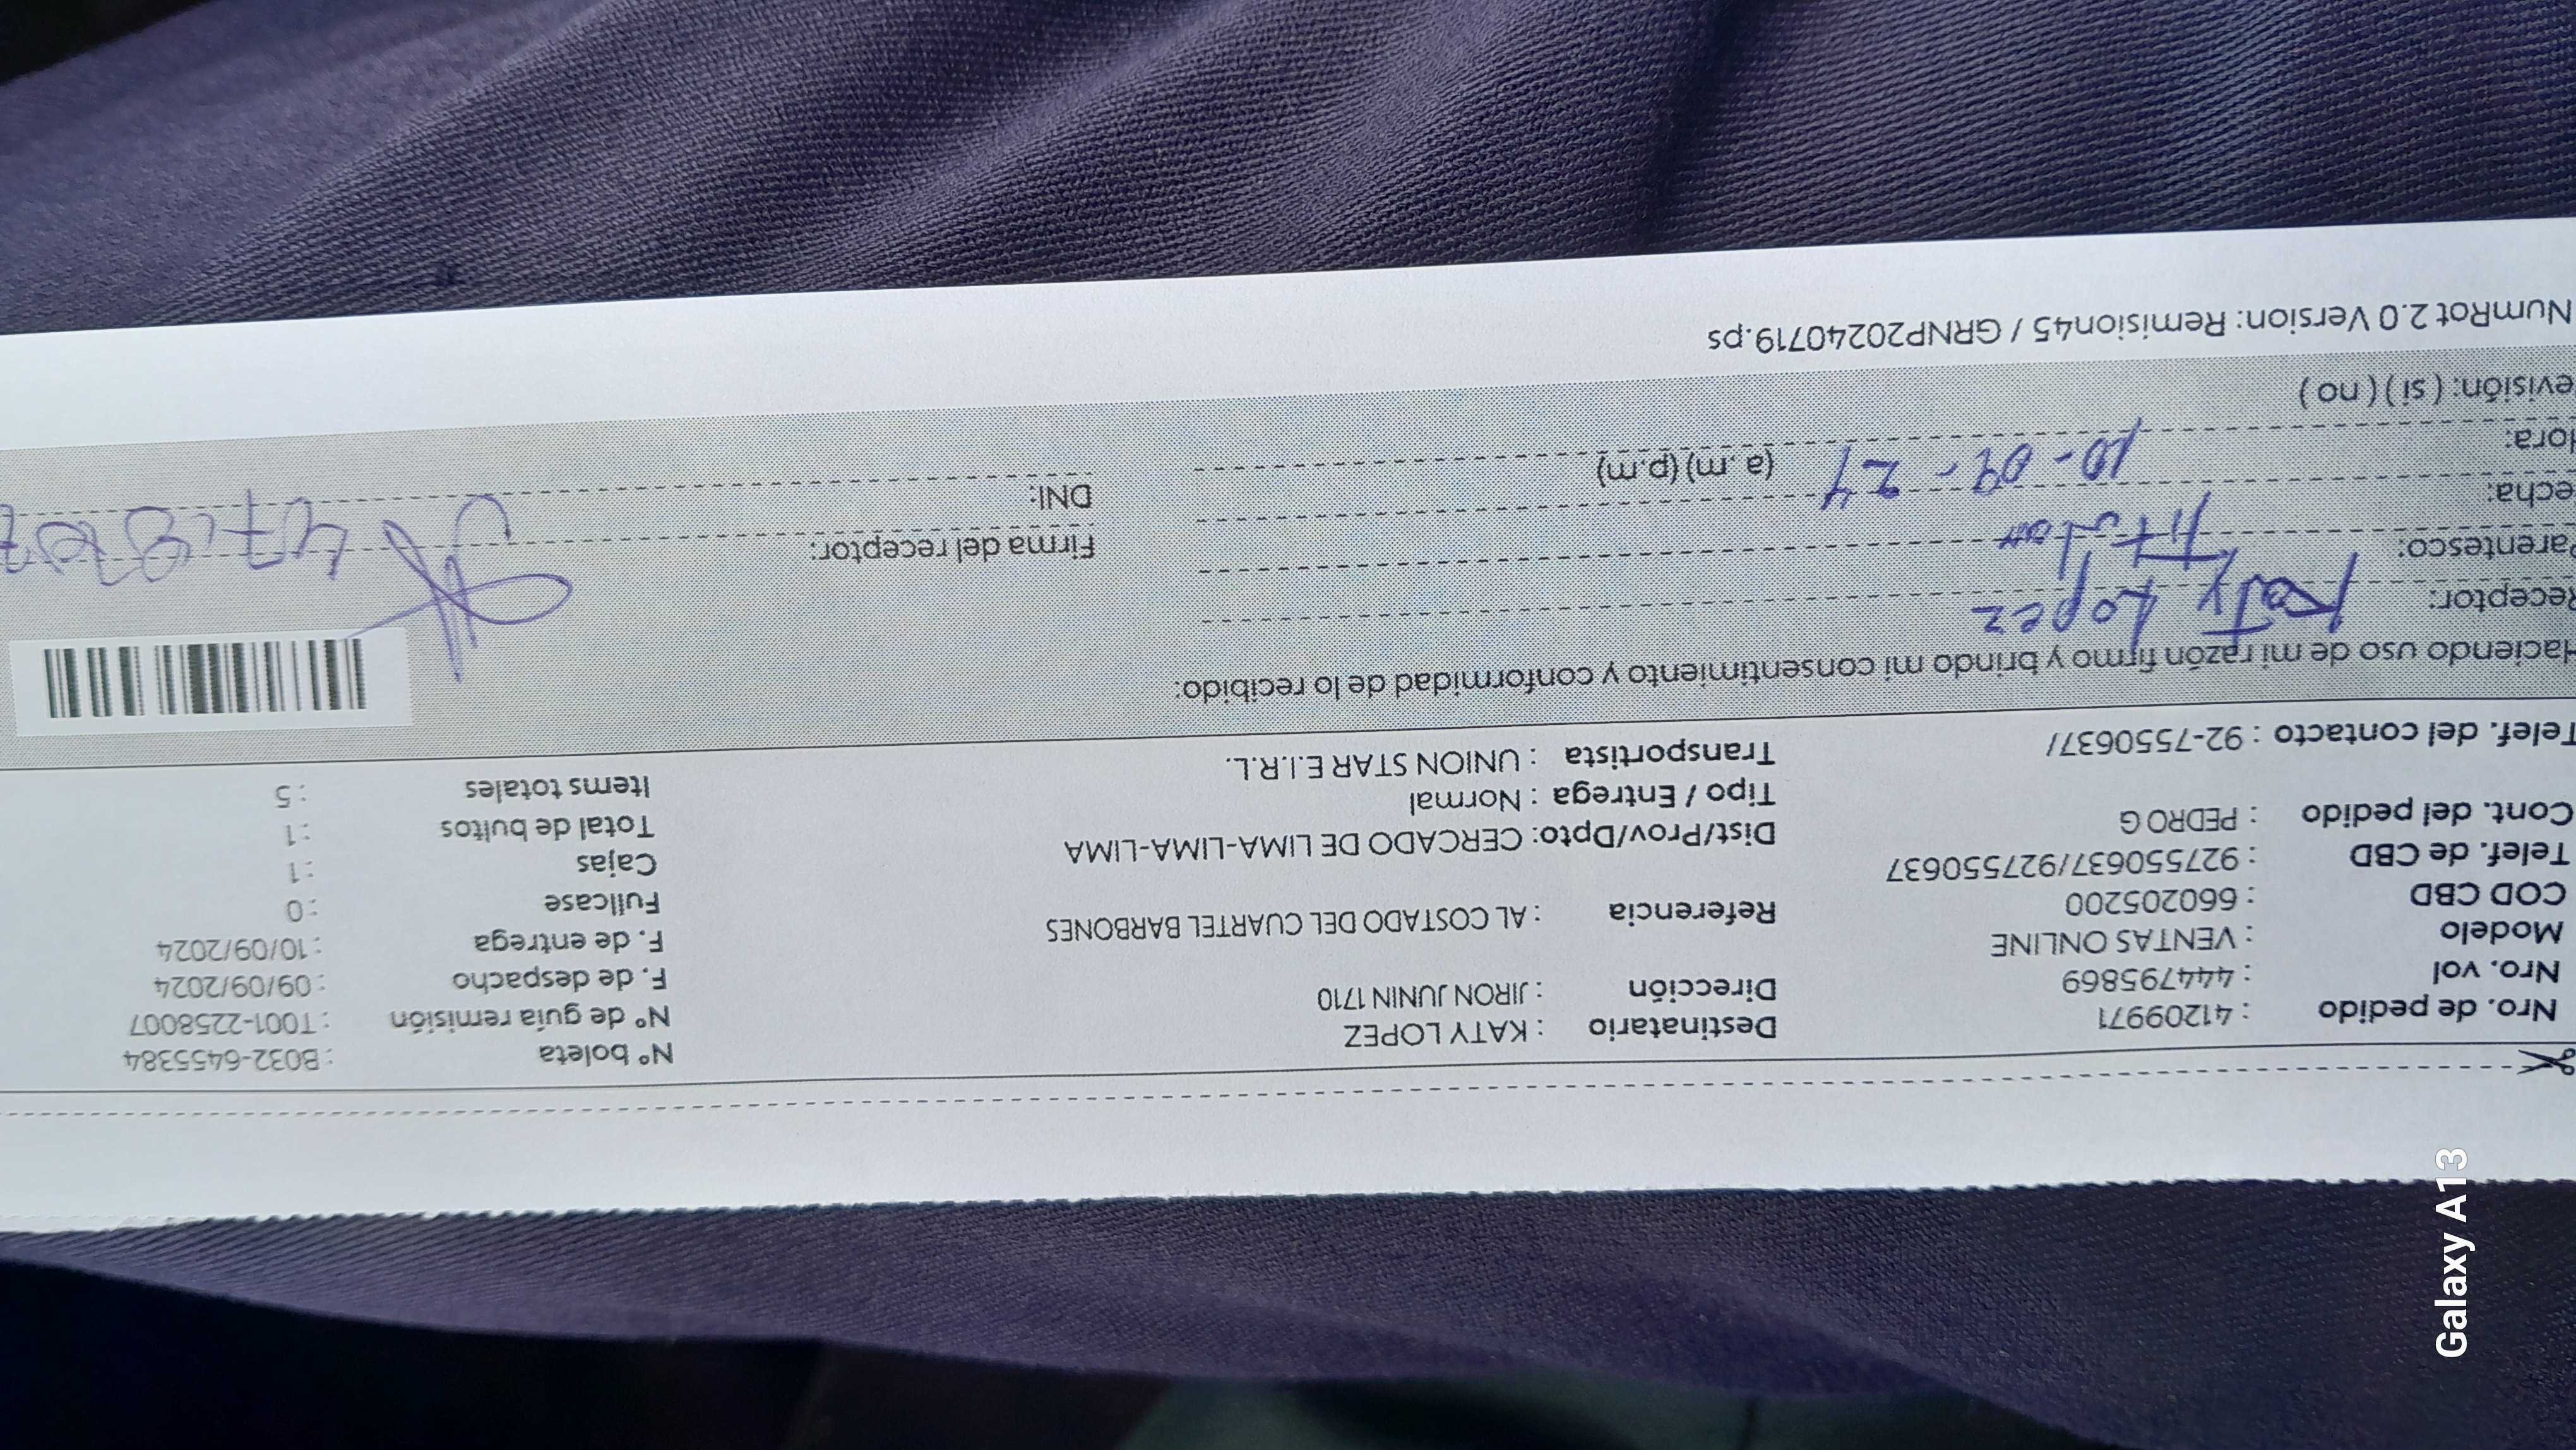 Nro. de pedido : 41209971
Nro. vol : 444795869
Modelo : VENTAS ONLINE
COD CBD : 660205200
Telef. de CBD : 927550637/927550637
Cont. del pedido : PEDRO G
Telef. del contacto : 92-7550637/
Destinatario : KATY LOPEZ
Dirección : JIRON JUNIN 1710
Referencia : AL COSTADO DEL CUARTEL BARBONES
Dist/Prov/Dpto: CERCADO DE LIMA-LIMA-LIMA
Tipo / Entrega : Normal
Transportista : UNION STAR E.I.R.L.
N° boleta : B032-6455384
N° de guía remisión : T001-2258007
F. de despacho : 09/09/2024
F. de entrega : 10/09/2024
Fullcase : 0
Cajas : 1
Total de bultos : 1
Items totales : 5
Haciendo uso de mi razón firmo y brindo mi consentimiento y conformidad de lo recibido:
Receptor: Katy Lopez
Parentesco: Titular
echa: 10-09-24
lora: (a.m) (p.m)
evisión: ( si ) ( no )
Firma del receptor:
DNI:
NumRot 2.0 Version: Remision45 / GRNP20240719.ps
Galaxy A13